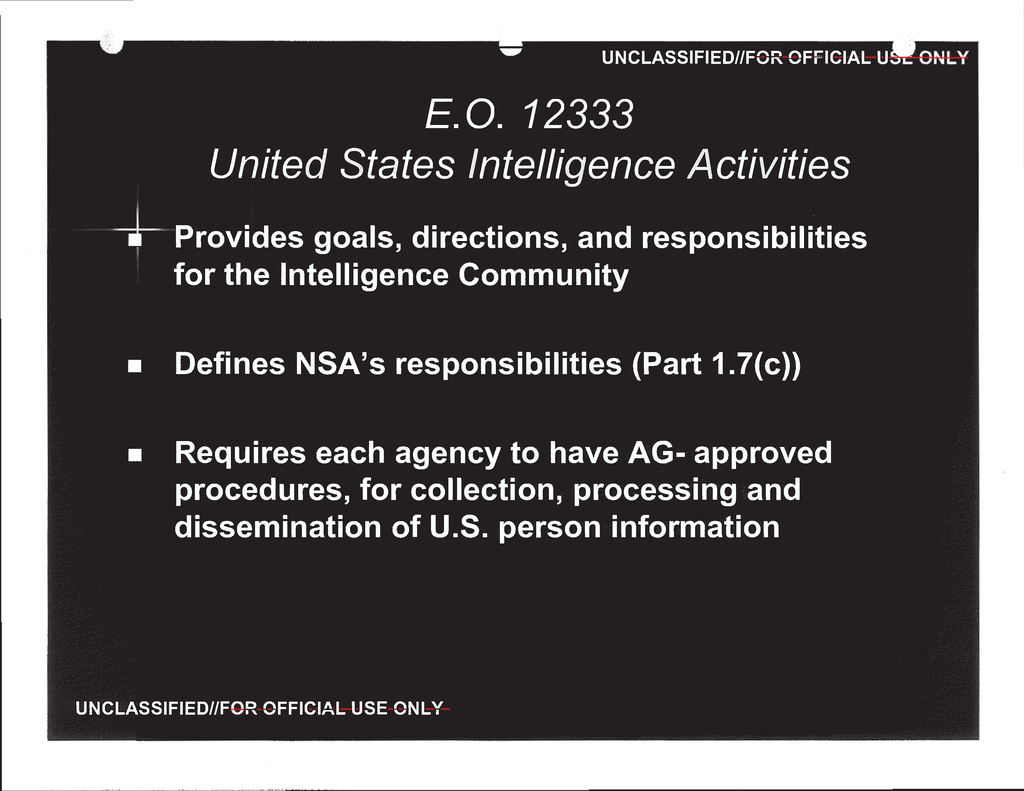 UNCLASSIFIED//FOR OFFICIAL USE ONLY
E.O. 12333
United States Intelligence Activities
■ Provides goals, directions, and responsibilities
for the Intelligence Community
■ Defines NSA's responsibilities (Part 1.7(c))
■ Requires each agency to have AG- approved
procedures, for collection, processing and
dissemination of U.S. person information
UNCLASSIFIED//FOR OFFICIAL USE ONLY